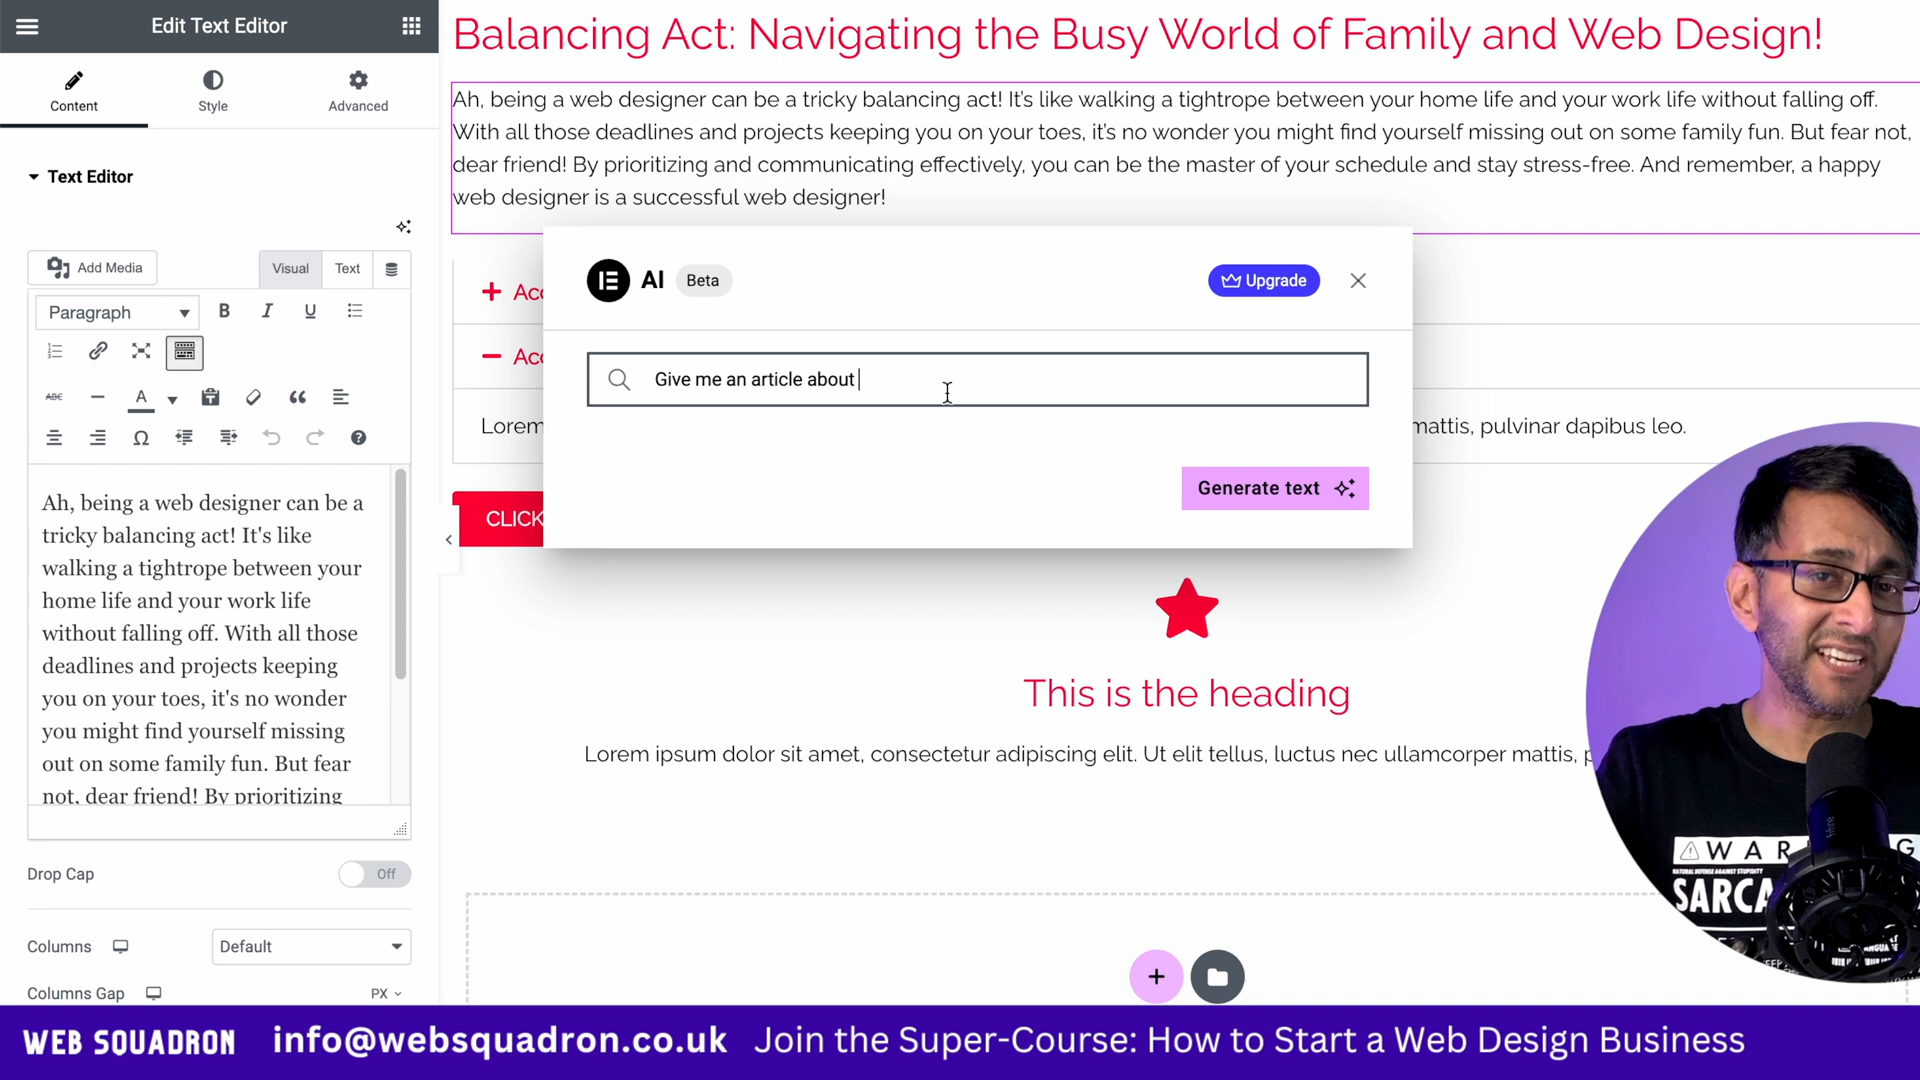 Edit Text Editor
Content
Style
Advanced
Text Editor
Add Media
Visual
Text
Paragraph
B
I
U
ABC
A
Ah, being a web designer can be a
tricky balancing act! It's like
walking a tightrope between your
home life and your work life
without falling off. With all those
deadlines and projects keeping
you on your toes, it's no wonder
you might find yourself missing
out on some family fun. But fear
not, dear friend! By prioritizing
Drop Cap
Off
Columns
Default
Columns Gap
PX
Balancing Act: Navigating the Busy World of Family and Web Design!
Ah, being a web designer can be a tricky balancing act! It's like walking a tightrope between your home life and your work life without falling off.
With all those deadlines and projects keeping you on your toes, it's no wonder you might find yourself missing out on some family fun. But fear not,
dear friend! By prioritizing and communicating effectively, you can be the master of your schedule and stay stress-free. And remember, a happy
web designer is a successful web designer!
AI
Beta
Upgrade
Acc
Acc
Give me an article about
Lorem
mattis, pulvinar dapibus leo.
Generate text
CLICK
This is the heading
Lorem ipsum dolor sit amet, consectetur adipiscing elit. Ut elit tellus, luctus nec ullamcorper mattis, p
WAR
G
NATURAL DEFENSE AGAINST STUPIDITY
SARCA
LANGUAGE
WEB SQUADRON
info@websquadron.co.uk
Join the Super-Course: How to Start a Web Design Business